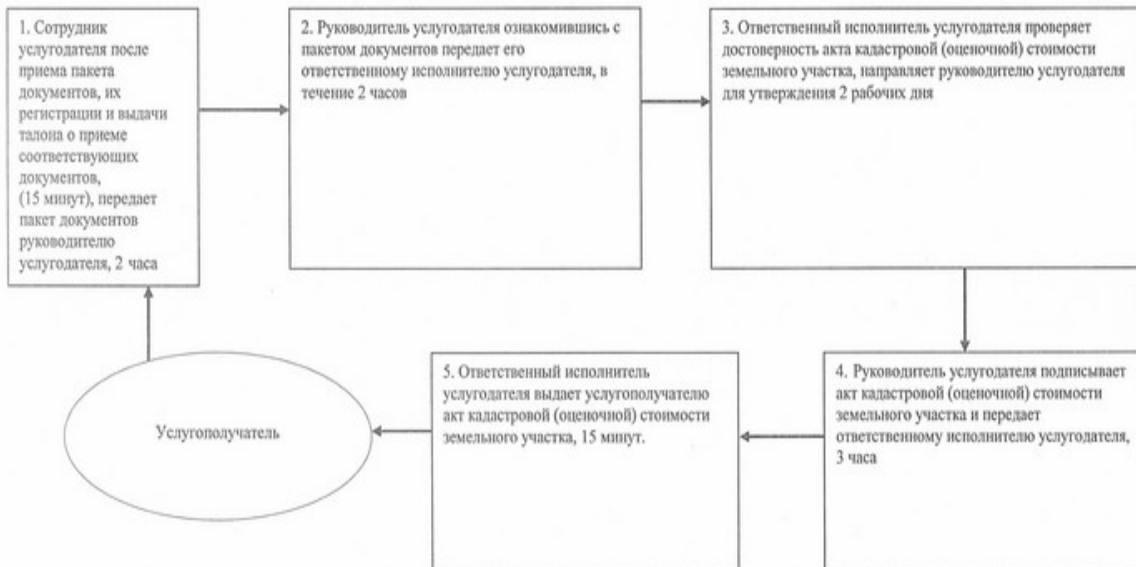 1. Сотрудник
услугодателя после
приема пакета
документов, их
регистрации и выдачи
талона о приеме
соответствующих
документов,
(15 минут), передает
пакет документов
руководителю
услугодателя, 2 часа
2. Руководитель услугодателя ознакомившись с
пакетом документов передает его
ответственному исполнителю услугодателя, в
течение 2 часов
3. Ответственный исполнитель услугодателя проверяет
достоверность акта кадастровой (оценочной) стоимости
земельного участка, направляет руководителю услугодателя
для утверждения 2 рабочих дня
4. Руководитель услугодателя подписывает
акт кадастровой (оценочной) стоимости
земельного участка и передает
ответственному исполнителю услугодателя,
3 часа
5. Ответственный исполнитель
услугодателя выдает услугополучателю
акт кадастровой (оценочной) стоимости
земельного участка, 15 минут.
Услугополучатель